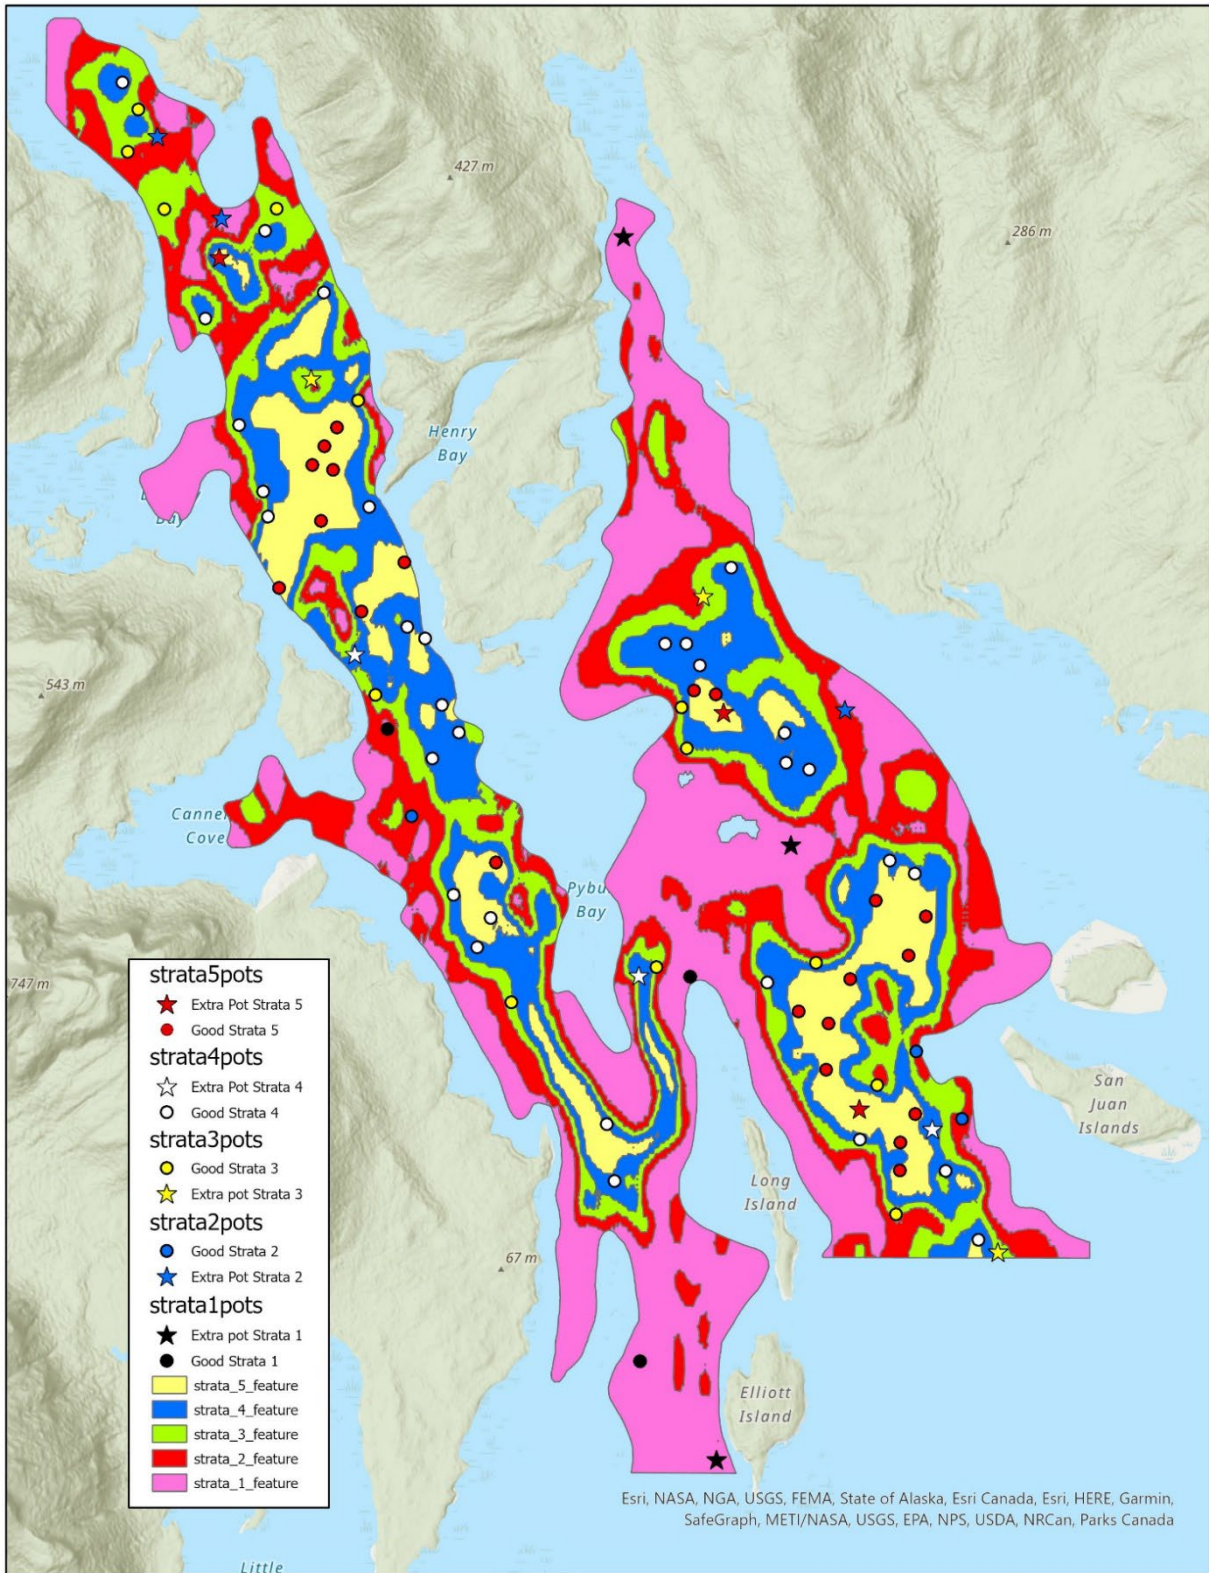 427 m
286 m
Henry
Bay
Bay
543 m
Cove
Bay
747 m
strata5pots
Extra Pot Strata 5
Good Strata 5
strata4pots
Extra Pot Strata 4
Good Strata 4
strata3pots
Good Strata 3
Extra pot Strata 3
strata2pots
Good Strata 2
Extra Pot Strata 2
strata1pots
Extra pot Strata 1
Good Strata 1
strata_5_feature
strata_4_feature
strata_3_feature
strata_2_feature
strata_1_feature
San
Juan
Islands
Long
Island
67 m
Elliott
Island
Esri, NASA, NGA, USGS, FEMA, State of Alaska, Esri Canada, Esri, HERE, Garmin,
SafeGraph, METI/NASA, USGS, EPA, NPS, USDA, NRCan, Parks Canada
Little